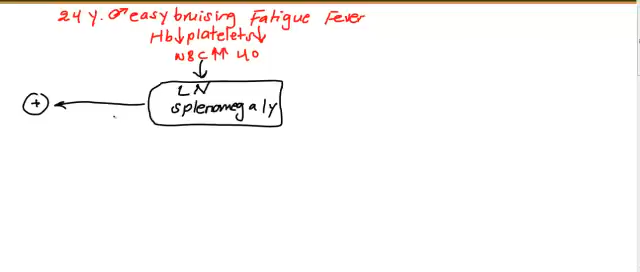 24 y. ♂ easy bruising Fatigue Fever
Hb↓platelets↓
WBC ⇈ 40
LN
splenomegaly
+